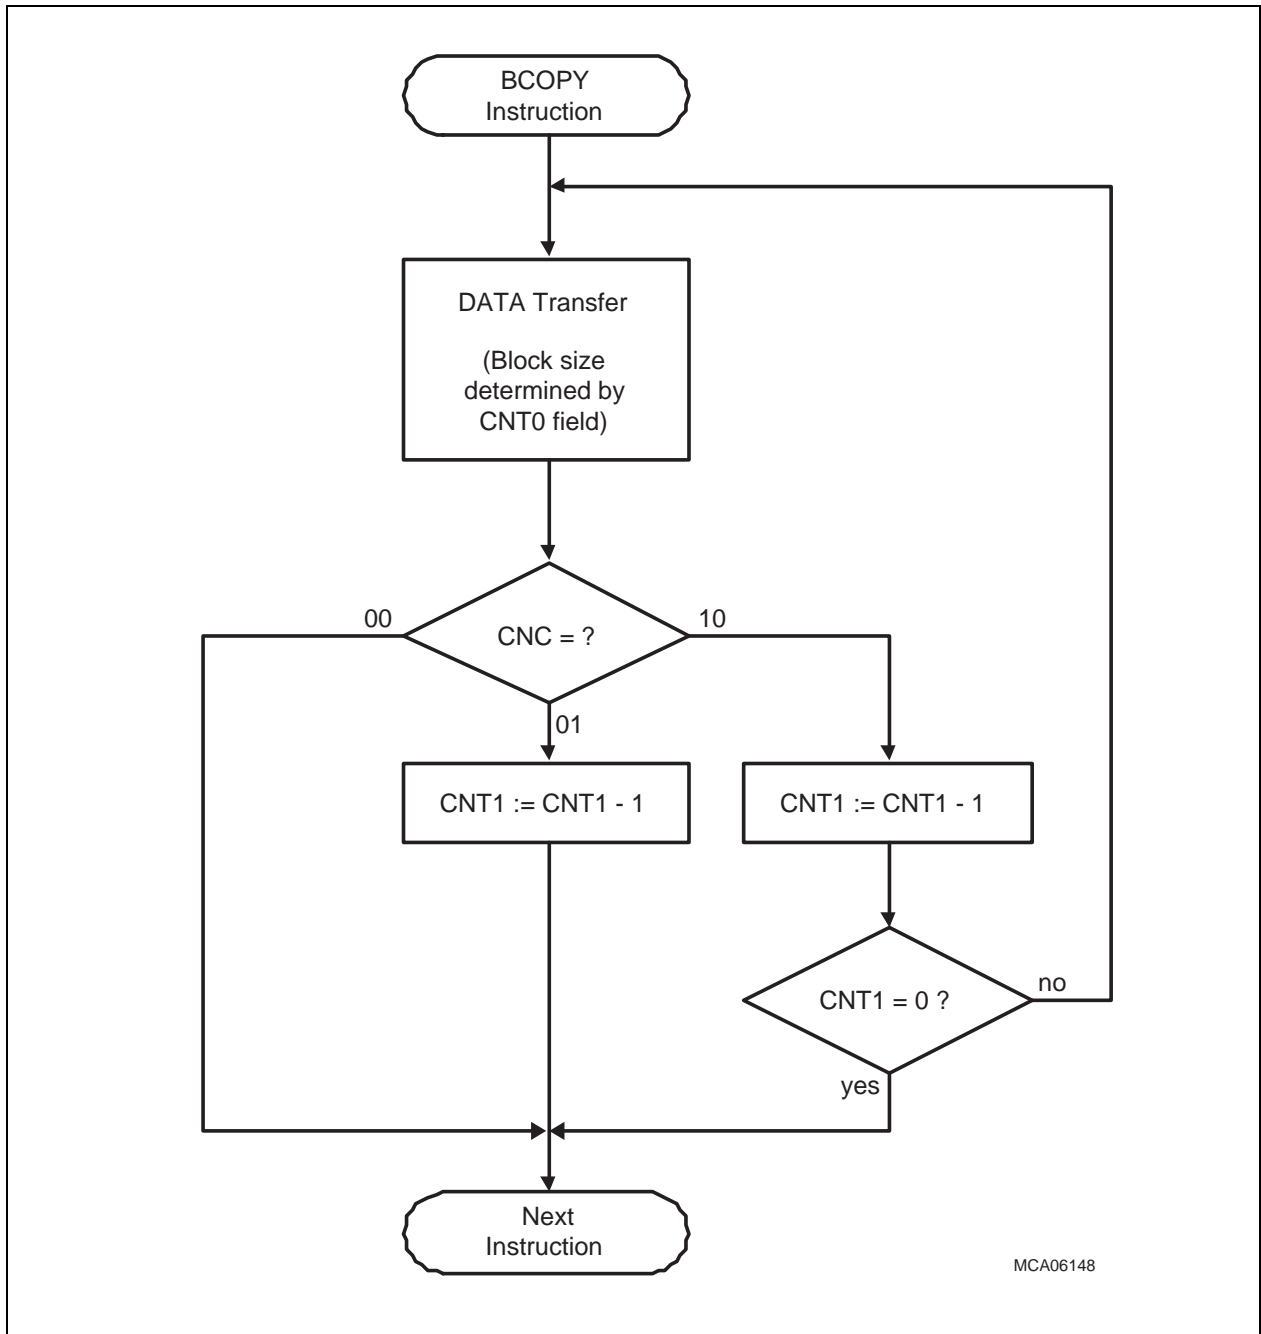 BCOPY
Instruction
DATA Transfer
(Block size
determined by
CNT0 field)
00
CNC = ?
10
01
CNT1 := CNT1 - 1
CNT1 := CNT1 - 1
CNT1 = 0 ?
no
yes
Next
Instruction
MCA06148